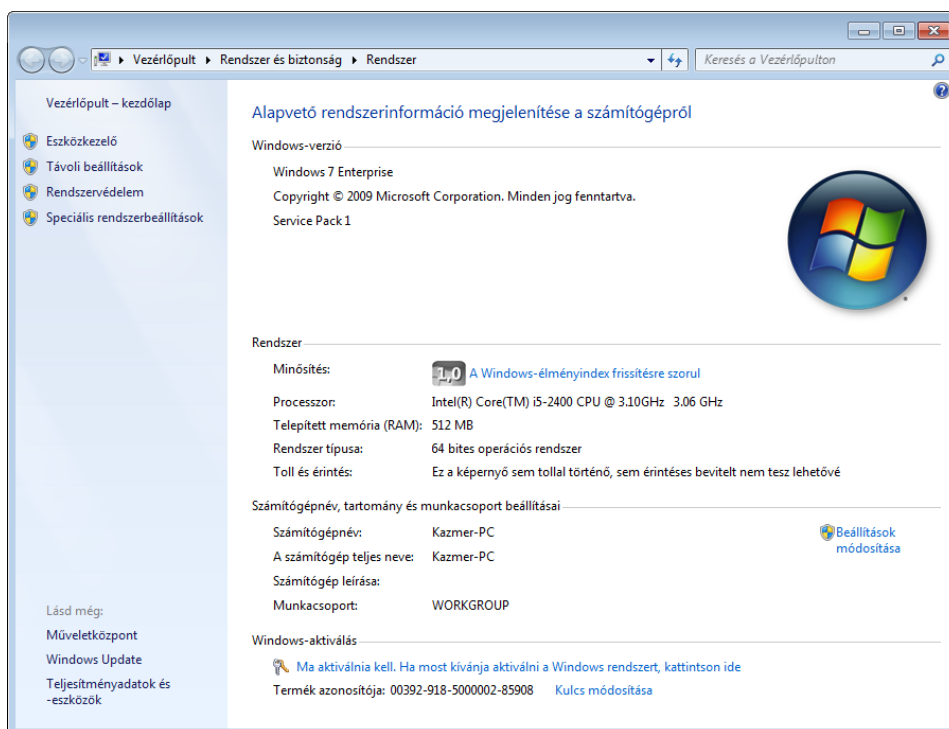 Vezérlőpult ▸ Rendszer és biztonság ▸ Rendszer
Keresés a Vezérlőpulton
Vezérlőpult – kezdőlap
Eszközkezelő
Távoli beállítások
Rendszervédelem
Speciális rendszerbeállítások
Lásd még:
Műveletközpont
Windows Update
Teljesítményadatok és
-eszközök
Alapvető rendszerinformáció megjelenítése a számítógépről
Windows-verzió
Windows 7 Enterprise
Copyright © 2009 Microsoft Corporation. Minden jog fenntartva.
Service Pack 1
Rendszer
Minősítés: 1,0 A Windows-élményindex frissítésre szorul
Processzor: Intel(R) Core(TM) i5-2400 CPU @ 3.10GHz 3.06 GHz
Telepített memória (RAM): 512 MB
Rendszer típusa: 64 bites operációs rendszer
Toll és érintés: Ez a képernyő sem tollal történő, sem érintéses bevitelt nem tesz lehetővé
Számítógépnév, tartomány és munkacsoport beállításai
Számítógépnév: Kazmer-PC
Beállítások
módosítása
A számítógép teljes neve: Kazmer-PC
Számítógép leírása:
Munkacsoport: WORKGROUP
Windows-aktiválás
Ma aktiválnia kell. Ha most kívánja aktiválni a Windows rendszert, kattintson ide
Termék azonosítója: 00392-918-5000002-85908 Kulcs módosítása